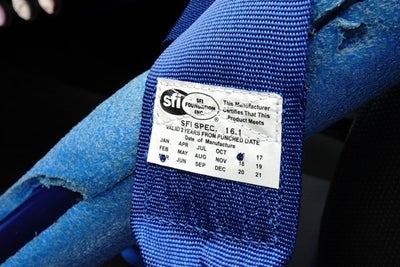 sfi
SFI
FOUNDATION
INC.
This Manufacturer
Certifies That This
Product Meets
SFI SPEC. 16.1
VALID 2 YEARS FROM PUNCHED DATE
Date of Manufacture
JAN APR JUL OCT 17
FEB MAY AUG NOV 18 19
JUN SEP DEC 20 21